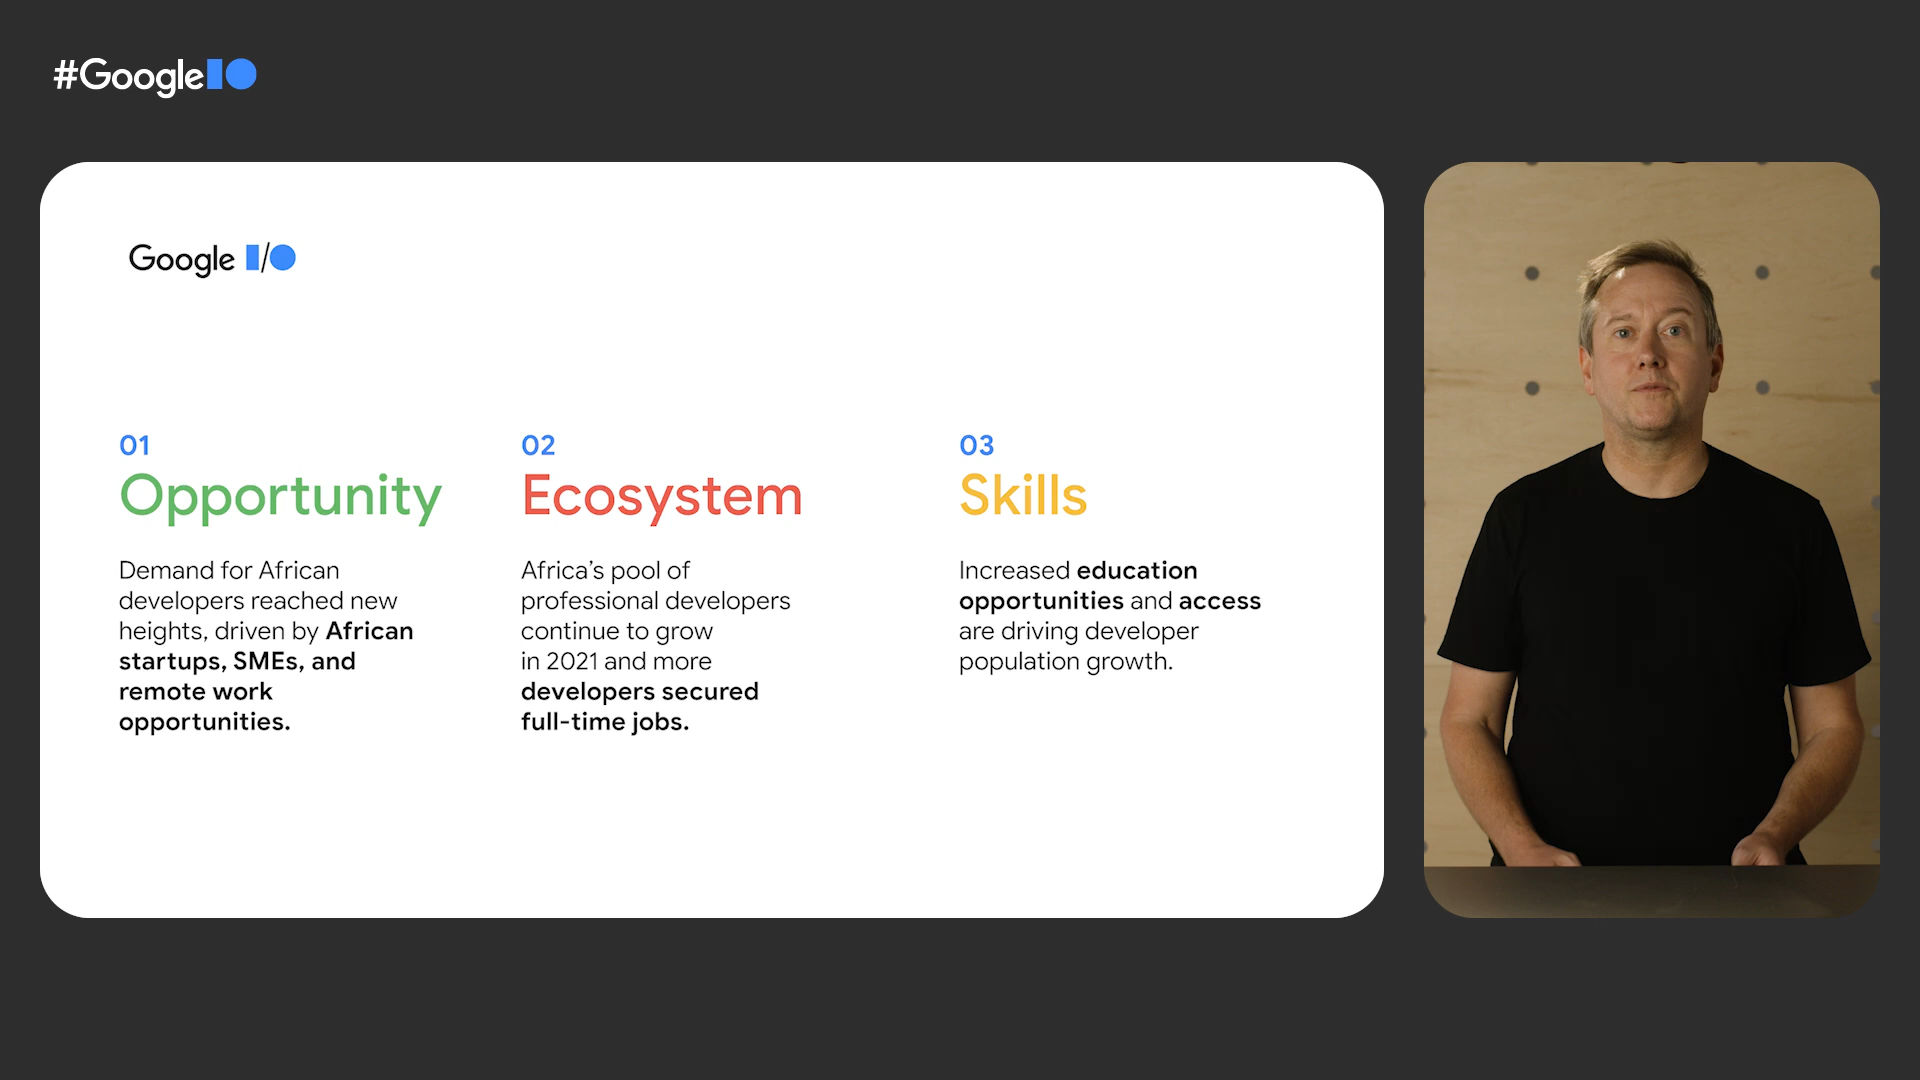 #GoogleIO
Google I/O
01
Opportunity
Demand for African
developers reached new
heights, driven by African
startups, SMEs, and
remote work
opportunities.
02
Ecosystem
Africa's pool of
professional developers
continue to grow
in 2021 and more
developers secured
full-time jobs.
03
Skills
Increased education
opportunities and access
are driving developer
population growth.